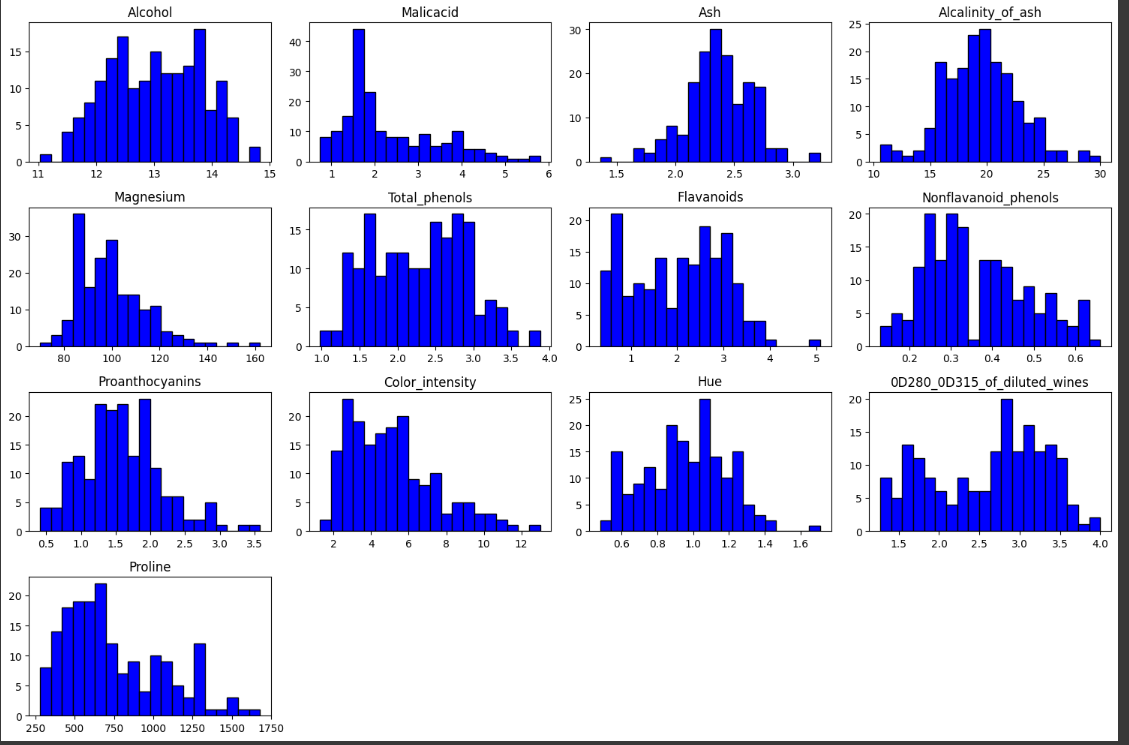 Alcohol Malicacid Ash Alcalinity_of_ash
15 10 5 0
40 30 20 10 0
30 20 10 0
25 20 15 10 5 0
11 12 13 14 15
1 2 3 4 5 6
1.5 2.0 2.5 3.0
10 15 20 25 30
Magnesium Total_phenols Flavanoids Nonflavanoid_phenols
30 20 10 0
15 10 5 0
20 15 10 5 0
20 15 10 5 0
80 100 120 140 160
1.0 1.5 2.0 2.5 3.0 3.5 4.0
1 2 3 4 5
0.2 0.3 0.4 0.5 0.6
Proanthocyanins Color_intensity Hue 0D280_0D315_of_diluted_wines
20 15 10 5 0
20 15 10 5 0
25 20 15 10 5 0
20 15 10 5 0
0.5 1.0 1.5 2.0 2.5 3.0 3.5
2 4 6 8 10 12
0.6 0.8 1.0 1.2 1.4 1.6
1.5 2.0 2.5 3.0 3.5 4.0
Proline
20 15 10 5 0
250 500 750 1000 1250 1500 1750